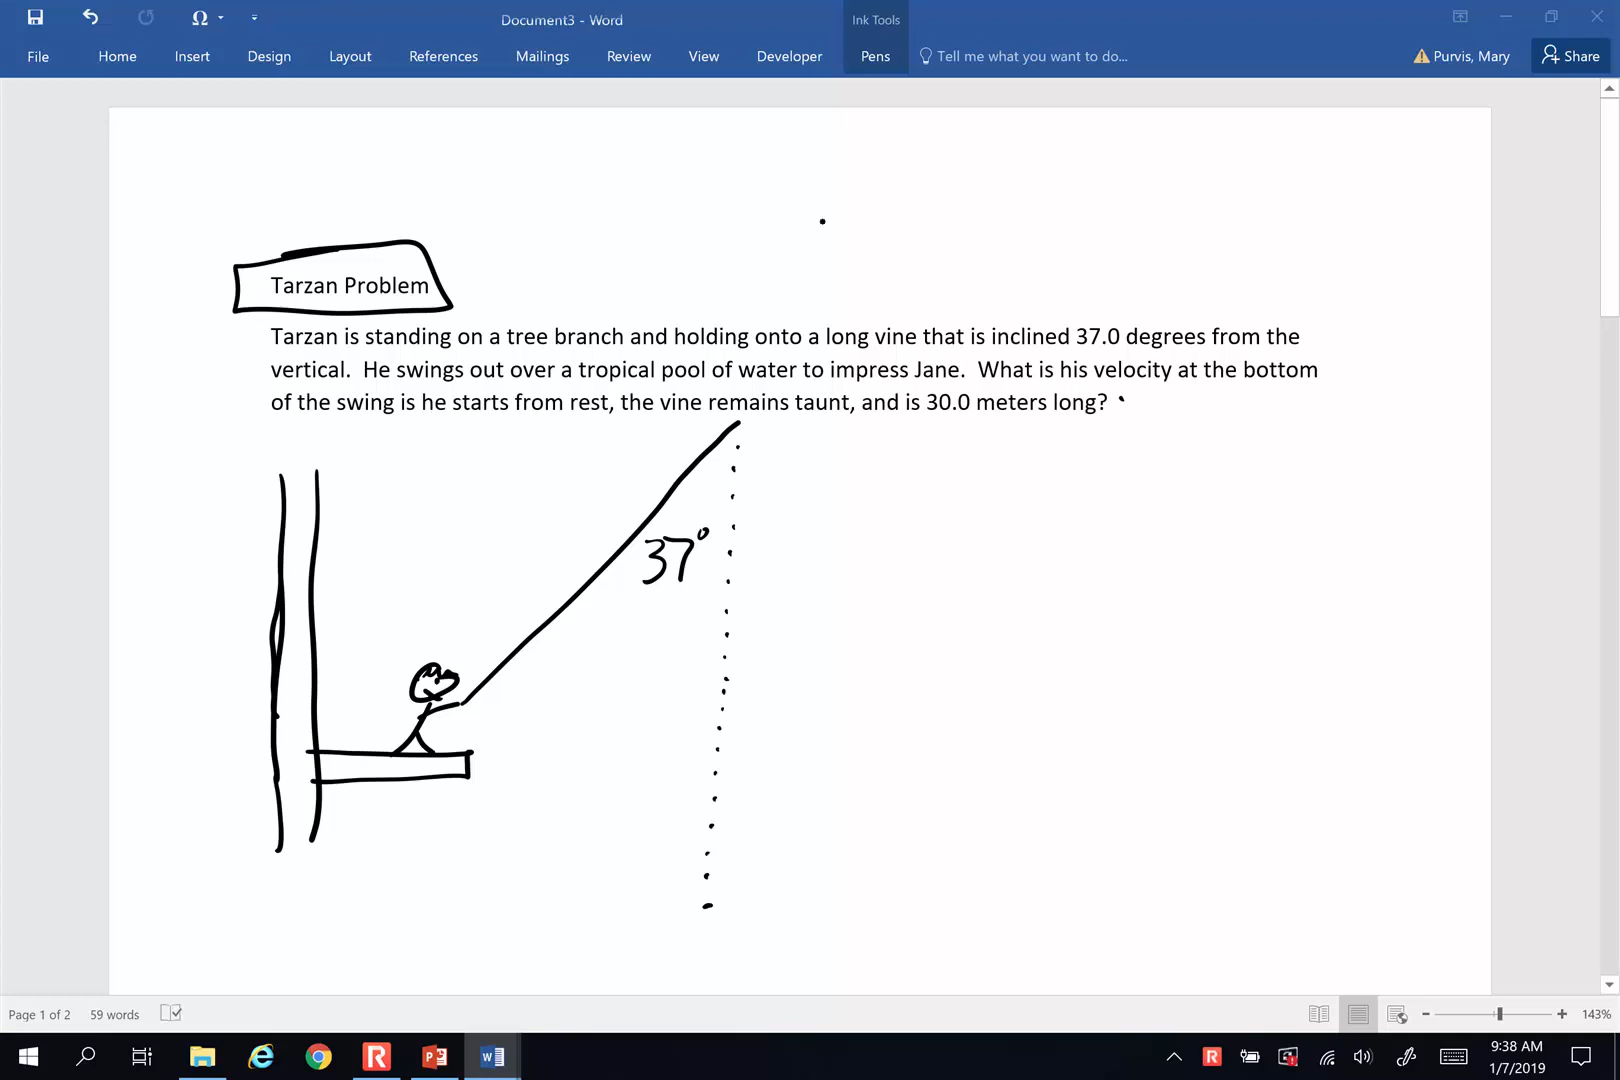 Document3 - Word
Ink Tools
File Home Insert Design Layout References Mailings Review View Developer Pens Tell me what you want to do... Purvis, Mary Share
Tarzan Problem
Tarzan is standing on a tree branch and holding onto a long vine that is inclined 37.0 degrees from the
vertical. He swings out over a tropical pool of water to impress Jane. What is his velocity at the bottom
of the swing is he starts from rest, the vine remains taunt, and is 30.0 meters long?
37°
Page 1 of 2 59 words 143%
9:38 AM
1/7/2019